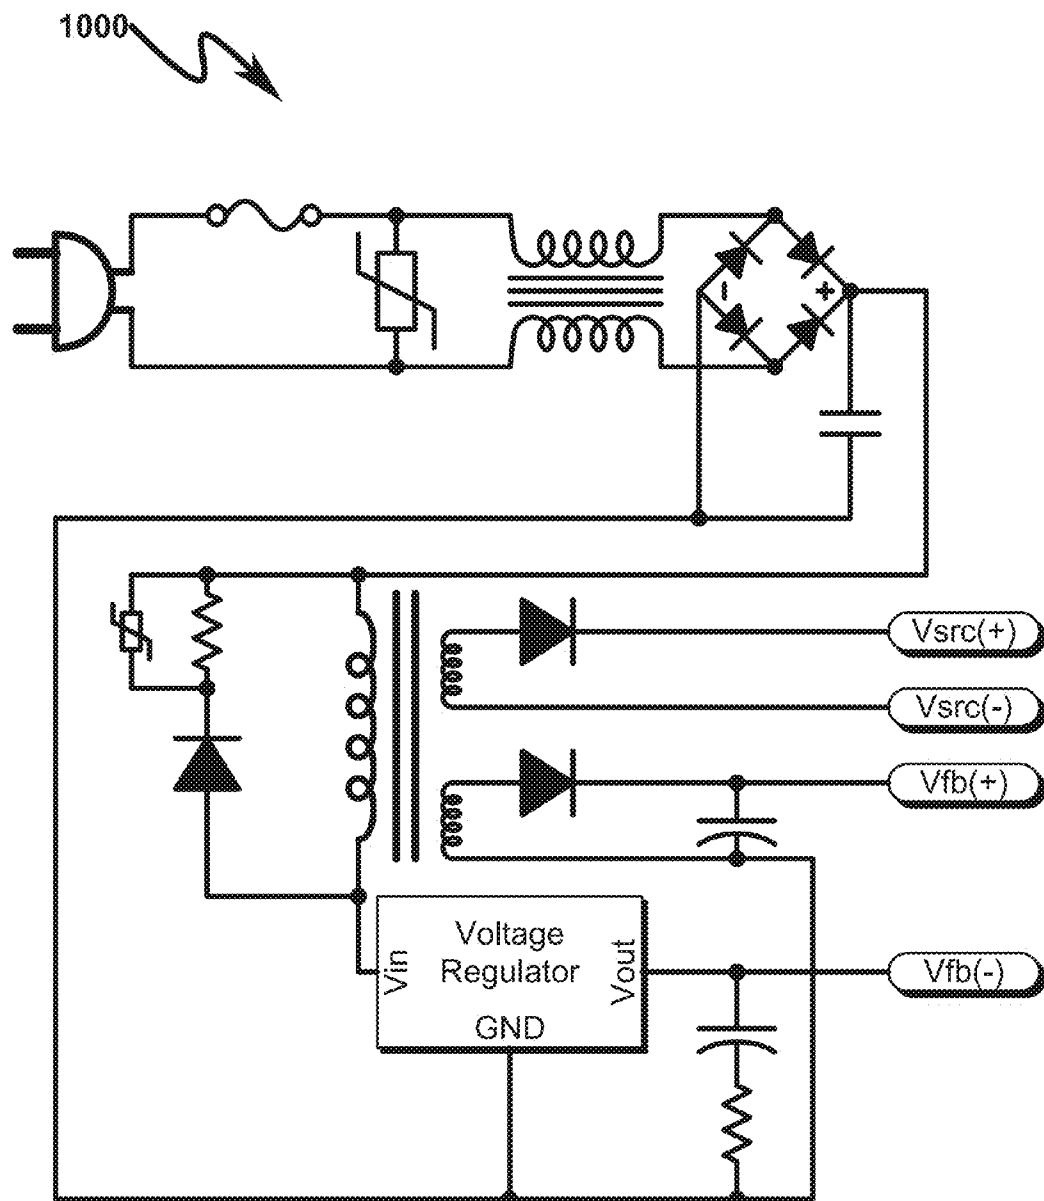 1000
-
+
Vsrc(+)
Vsrc(-)
Vfb(+)
Voltage
Regulator
Vin
Vout
GND
Vfb(-)